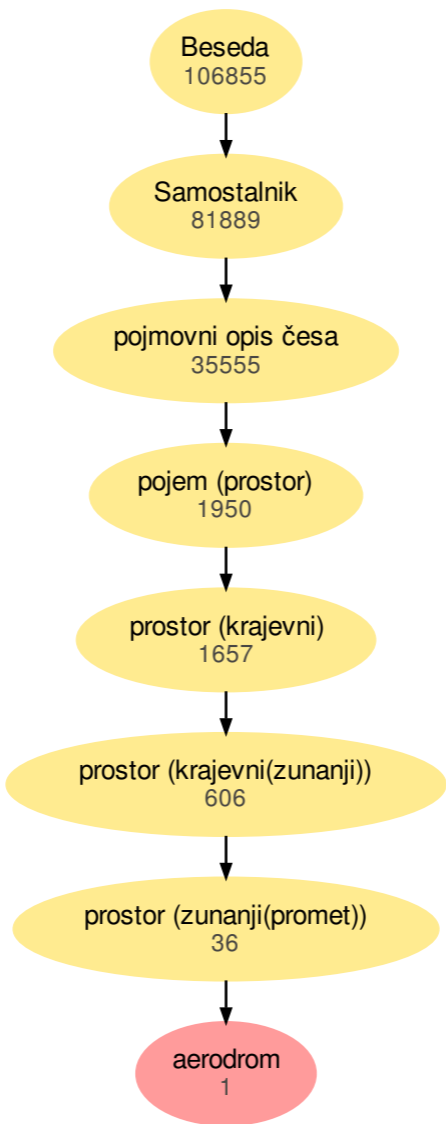 Beseda
106855
Samostalnik
81889
pojmovni opis česa
35555
pojem (prostor)
1950
prostor (krajevni)
1657
prostor (krajevni(zunanji))
606
prostor (zunanji(promet))
36
aerodrom
1